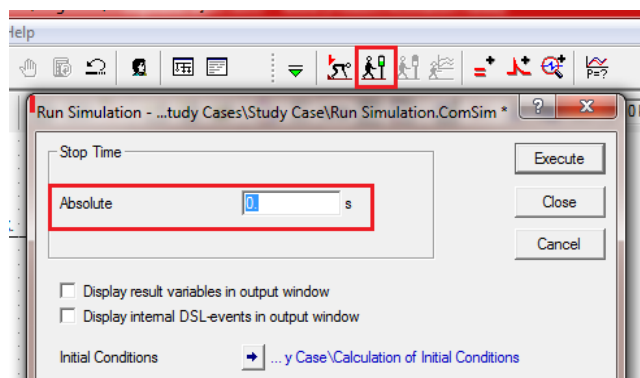 Help
P=?
Run Simulation - ...tudy Cases\Study Case\Run Simulation.ComSim *
Stop Time
Execute
Absolute
0.
s
Close
Cancel
Display result variables in output window
Display internal DSL-events in output window
Initial Conditions
... y Case\Calculation of Initial Conditions